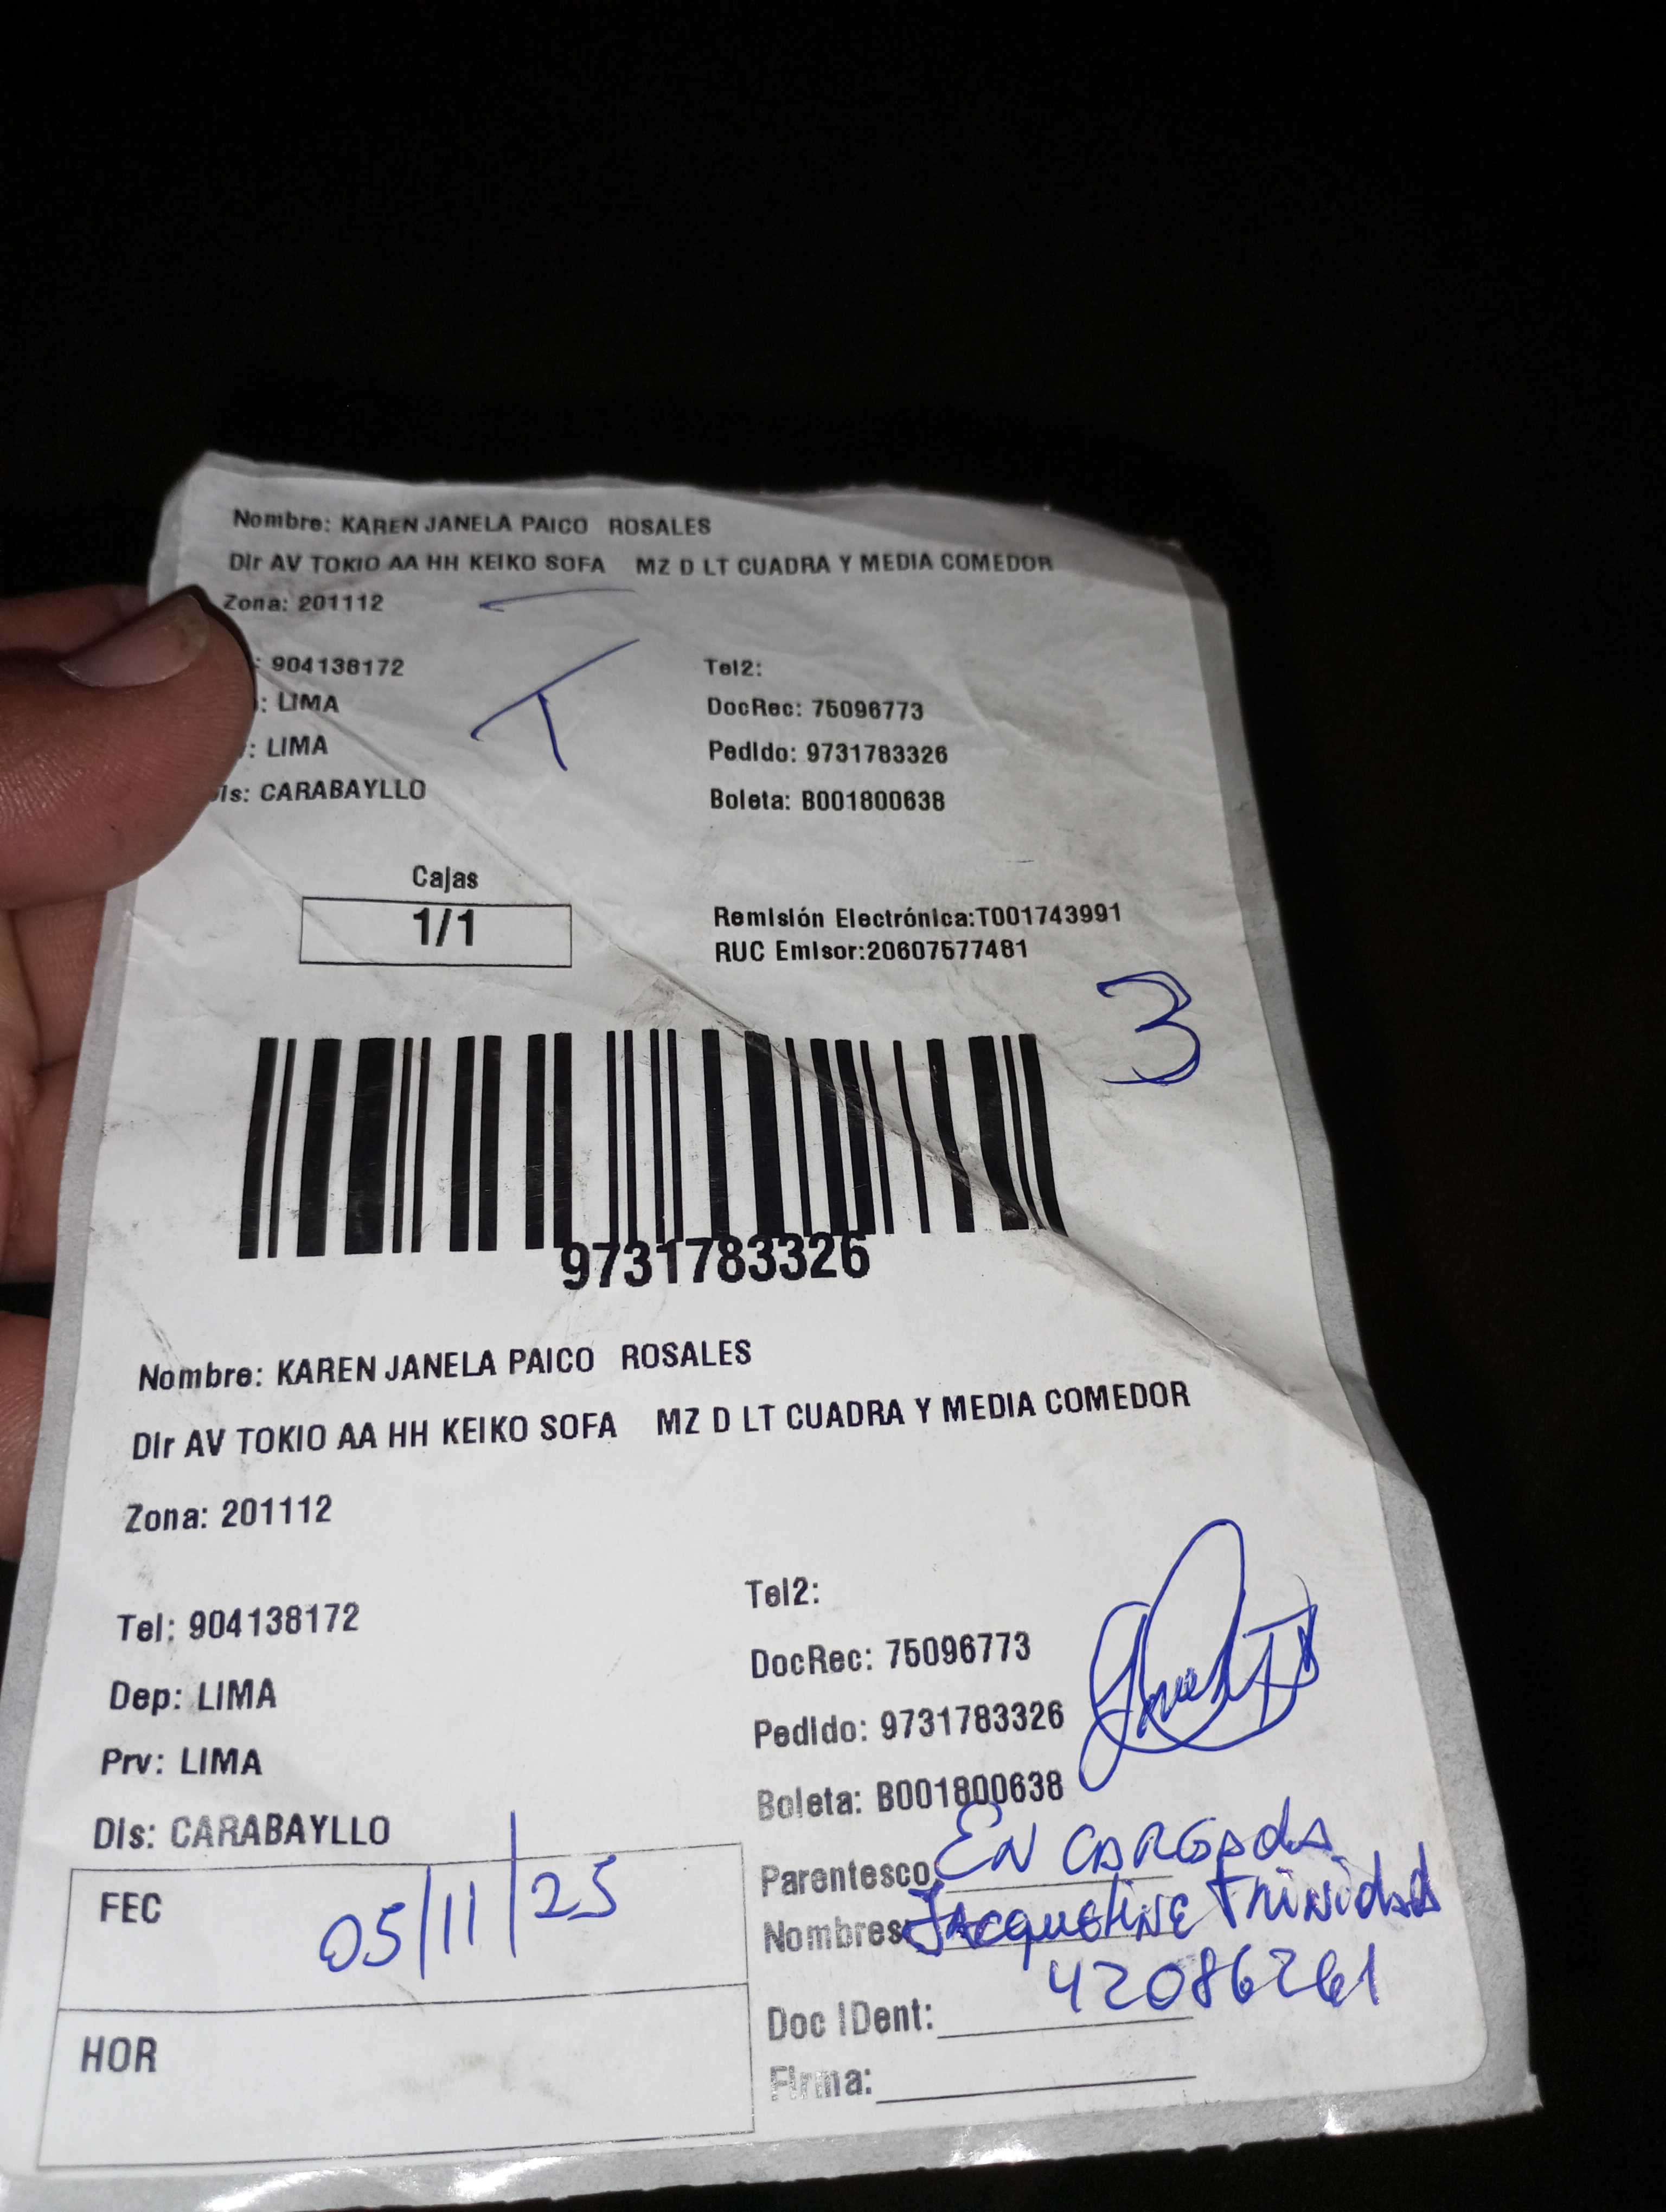 Nombre: KAREN JANELA PAICO ROSALES
Dir AV TOKIO AA HH KEIKO SOFA MZ D LT CUADRA Y MEDIA COMEDOR
Zona: 201112
T
: 904138172 Tel2:
: LIMA DocRec: 75096773
: LIMA Pedido: 9731783326
is: CARABAYLLO Boleta: B001800638
Cajas
1/1
Remisión Electrónica:T001743991
RUC Emisor:20607577481
3
9731783326
Nombre: KAREN JANELA PAICO ROSALES
Dir AV TOKIO AA HH KEIKO SOFA MZ D LT CUADRA Y MEDIA COMEDOR
Zona: 201112
Tel: 904138172 Tel2:
Dep: LIMA DocRec: 75096773
Prv: LIMA Pedido: 9731783326
Dis: CARABAYLLO Boleta: B001800638
FEC 05/11/25
HOR
Parentesco: ENCARGADA
Nombres: JACQUELINE TRINIDAD
42086261
Doc IDent:
Firma: